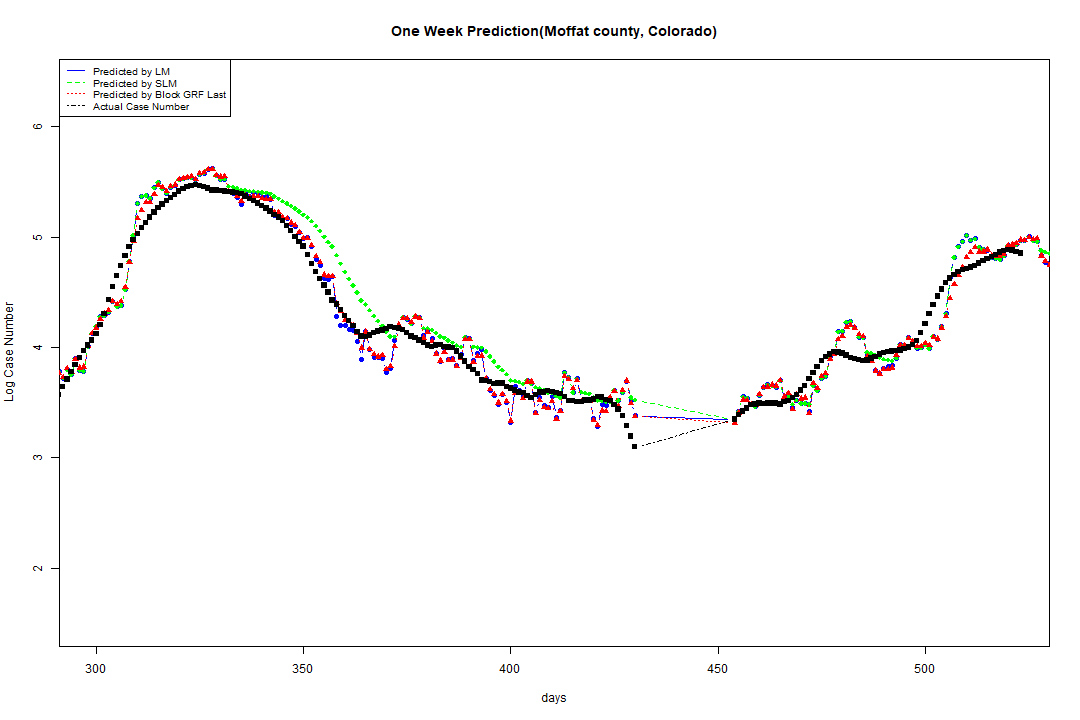 One Week Prediction(Moffat county, Colorado)
Predicted by LM
Predicted by SLM
Predicted by Block GRF Last
Actual Case Number
6
5
4
3
2
Log Case Number
300
350
400
450
500
days